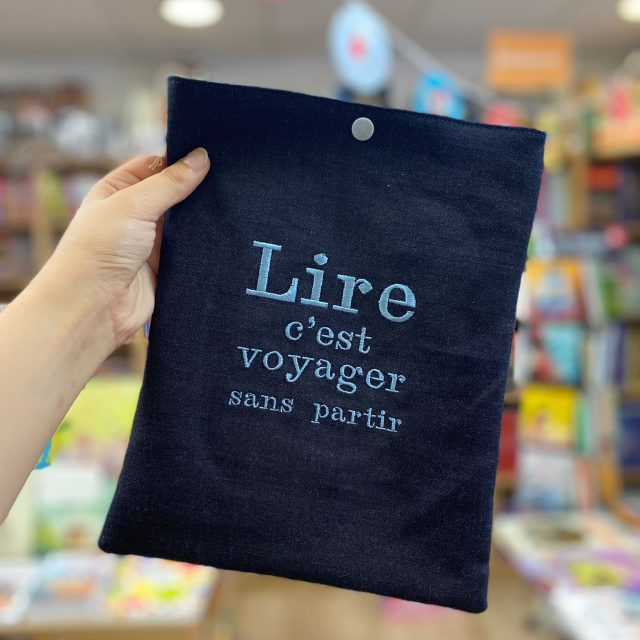 Lire
c'est
voyager
sans partir